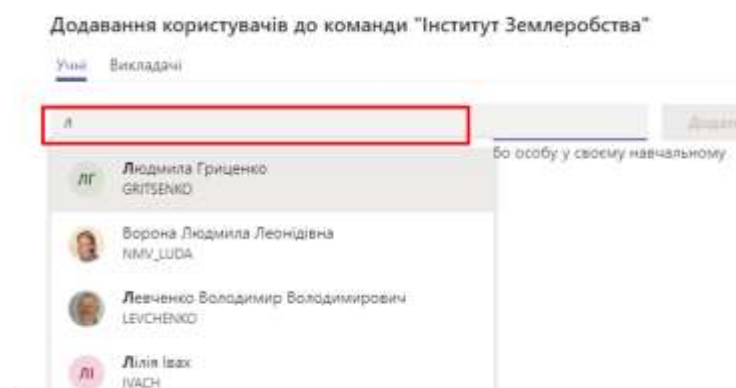 Додавання користувачів до команди "Інститут Землеробства"
Учні Викладачі
л
Додати
бо особу у своєму навчальному
ЛГ Людмила Гриценко
GRITSENKO
Ворона Людмила Леонідівна
NMV_LUDA
Левченко Володимир Володимирович
LEVCHENKO
ЛІ Лілія Івах
IVACH